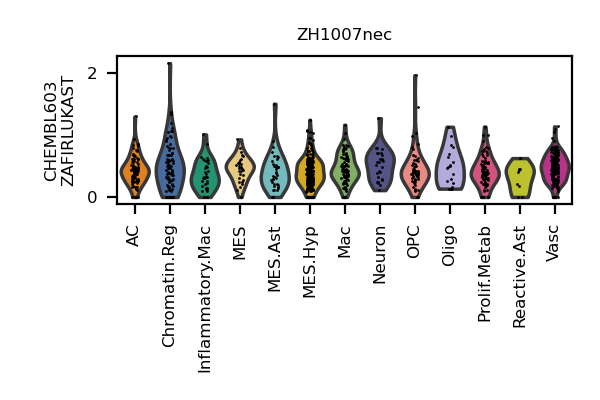 ZH1007nec
CHEMBL603
ZAFIRLUKAST
2
0
AC
Chromatin.Reg
Inflammatory.Mac
MES
MES.Ast
MES.Hyp
Mac
Neuron
OPC
Oligo
Prolif.Metab
Reactive.Ast
Vasc